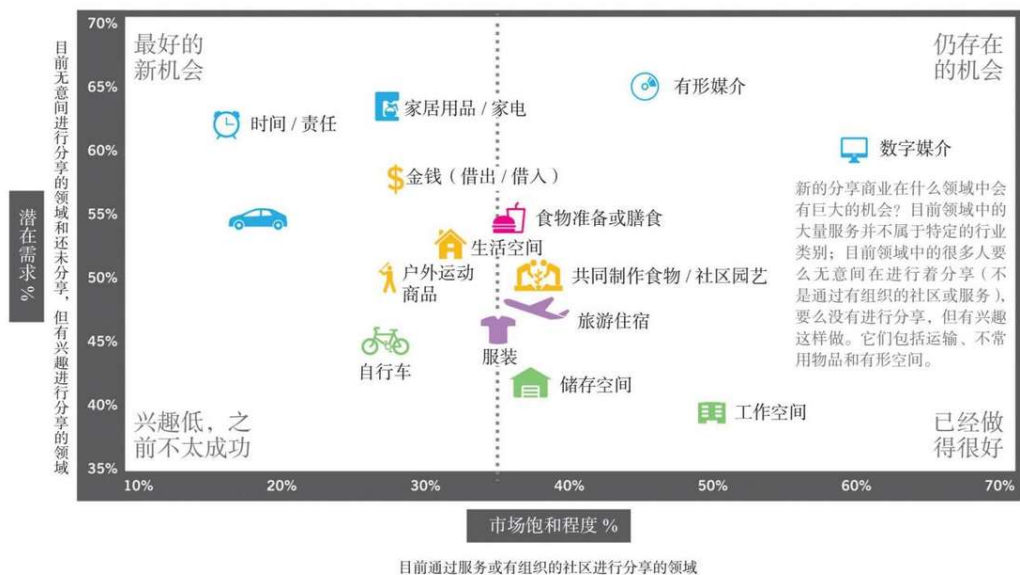 70%
65%
60%
55%
50%
45%
40%
35%
目前无意间进行分享的领域和还未分享，但有兴趣进行分享的领域
潜在需求 %
最好的
新机会
仍存在
的机会
有形媒介
家居用品 / 家电
时间 / 责任
数字媒介
金钱（借出 / 借入）
新的分享商业在什么领域中会
有巨大的机会？目前领域中的
大量服务并不属于特定的行业
类别；目前领域中的很多人要
么无意间在进行着分享（不
是通过有组织的社区或服务），
要么没有进行分享，但有兴趣
这样做。它们包括运输、不常
用物品和有形空间。
食物准备或膳食
生活空间
户外运动
商品
共同制作食物 / 社区园艺
旅游住宿
服装
自行车
储存空间
工作空间
兴趣低，之
前不太成功
已经做
得很好
10%
20%
30%
40%
50%
60%
70%
市场饱和程度 %
目前通过服务或有组织的社区进行分享的领域